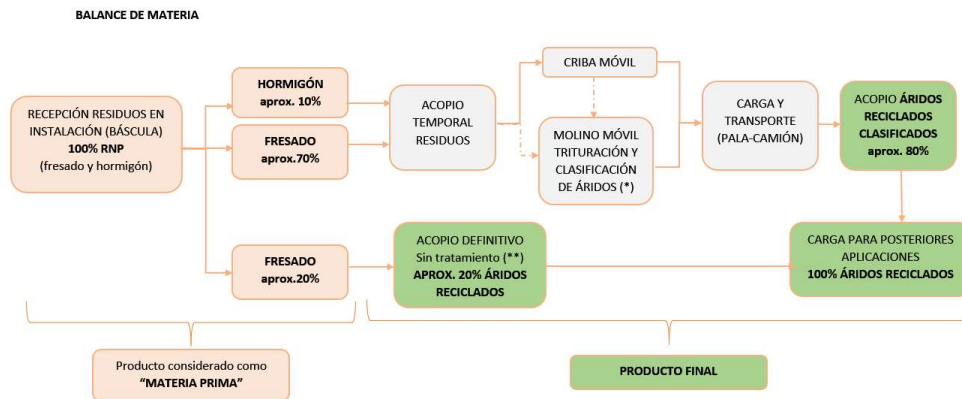 BALANCE DE MATERIA
RECEPCIÓN RESIDUOS EN
INSTALACIÓN (BÁSCULA)
100% RNP
(fresado y hormigón)
HORMIGÓN
aprox. 10%
FRESADO
aprox.70%
FRESADO
aprox.20%
ACOPIO
TEMPORAL
RESIDUOS
CRIBA MÓVIL
MOLINO MÓVIL
TRITURACIÓN Y
CLASIFICACIÓN
DE ÁRIDOS (*)
CARGA Y
TRANSPORTE
(PALA-CAMIÓN)
ACOPIO ÁRIDOS
RECICLADOS
CLASIFICADOS
aprox. 80%
ACOPIO DEFINITIVO
Sin tratamiento (**)
APROX. 20% ÁRIDOS
RECICLADOS
CARGA PARA POSTERIORES
APLICACIONES
100% ÁRIDOS RECICLADOS
Producto considerado como
“MATERIA PRIMA”
PRODUCTO FINAL